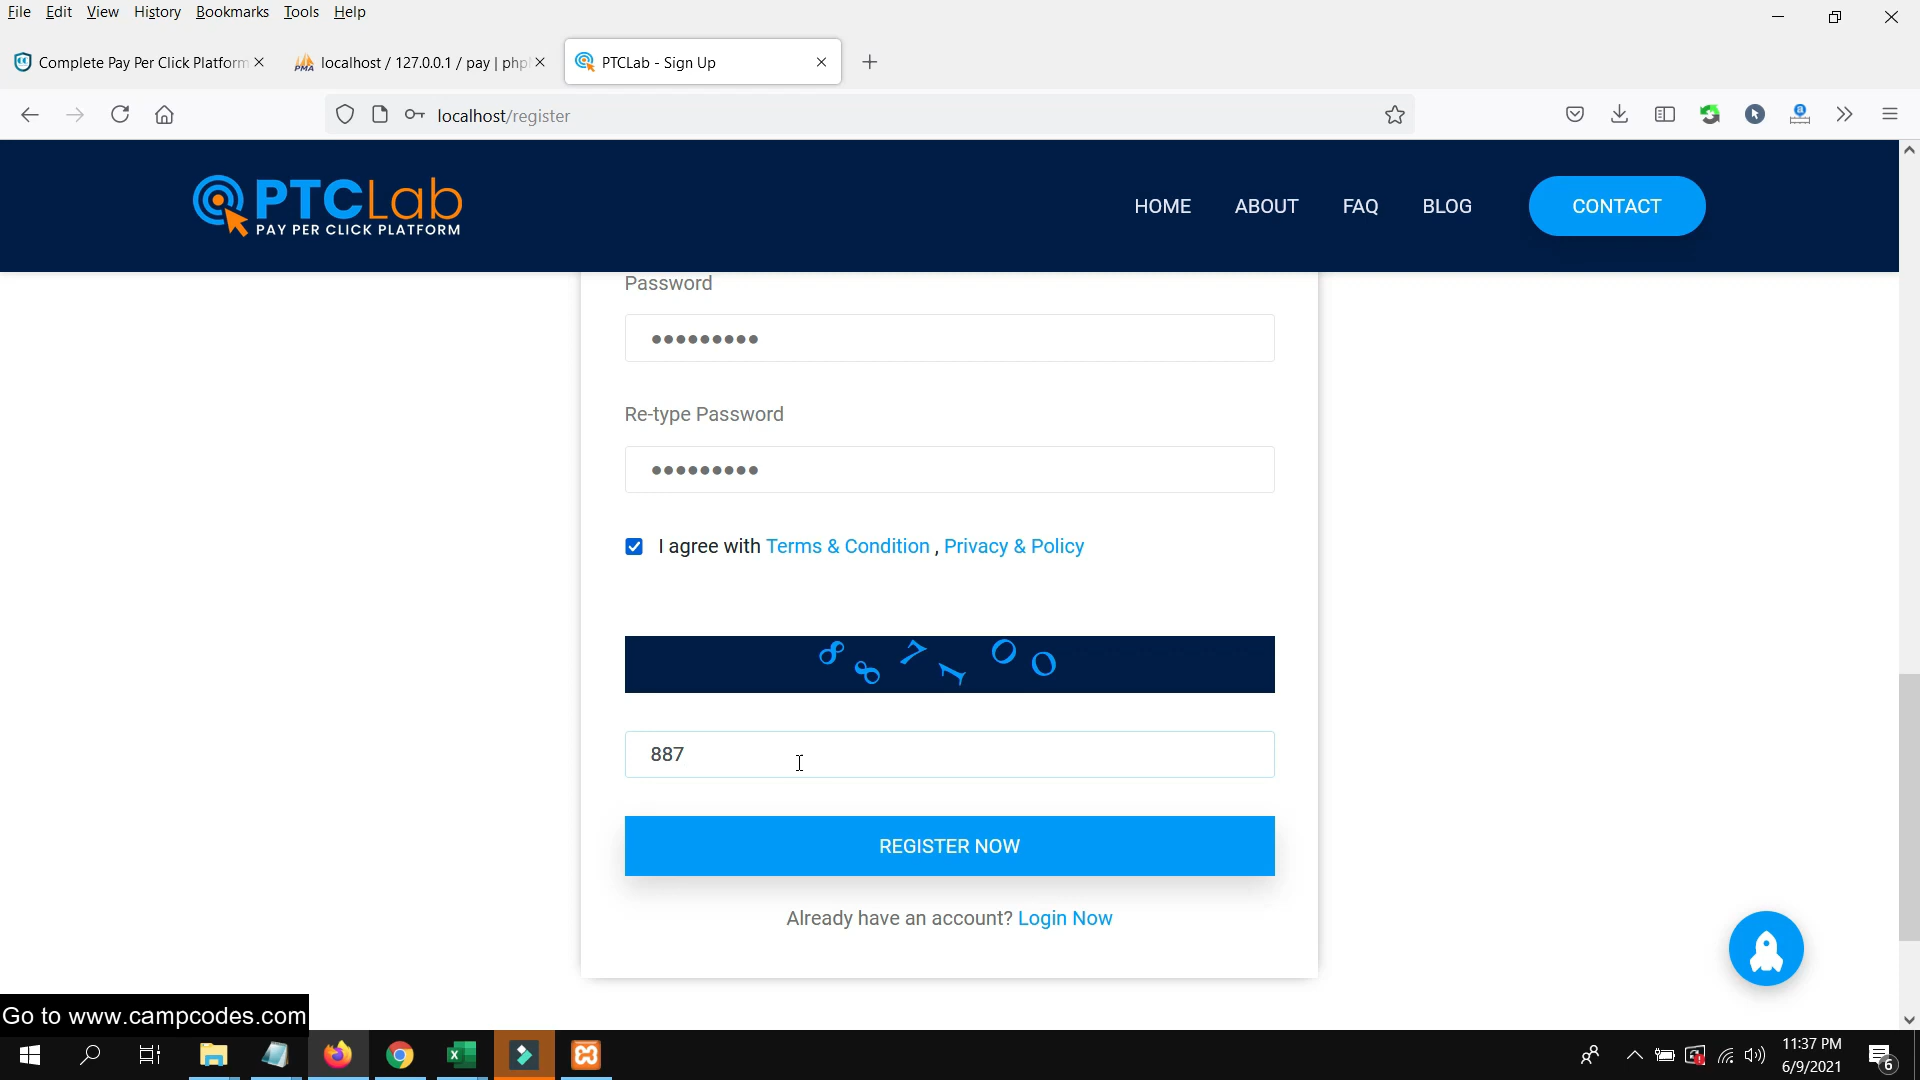 File Edit View History Bookmarks Tools Help
Complete Pay Per Click Platform
localhost / 127.0.0.1 / pay | php
PTCLab - Sign Up
localhost/register
PTCLab
PAY PER CLICK PLATFORM
HOME ABOUT FAQ BLOG CONTACT
Password
●●●●●●●●●
Re-type Password
●●●●●●●●●
I agree with Terms & Condition , Privacy & Policy
887100
887
REGISTER NOW
Already have an account? Login Now
Go to www.campcodes.com
11:37 PM
6/9/2021
6